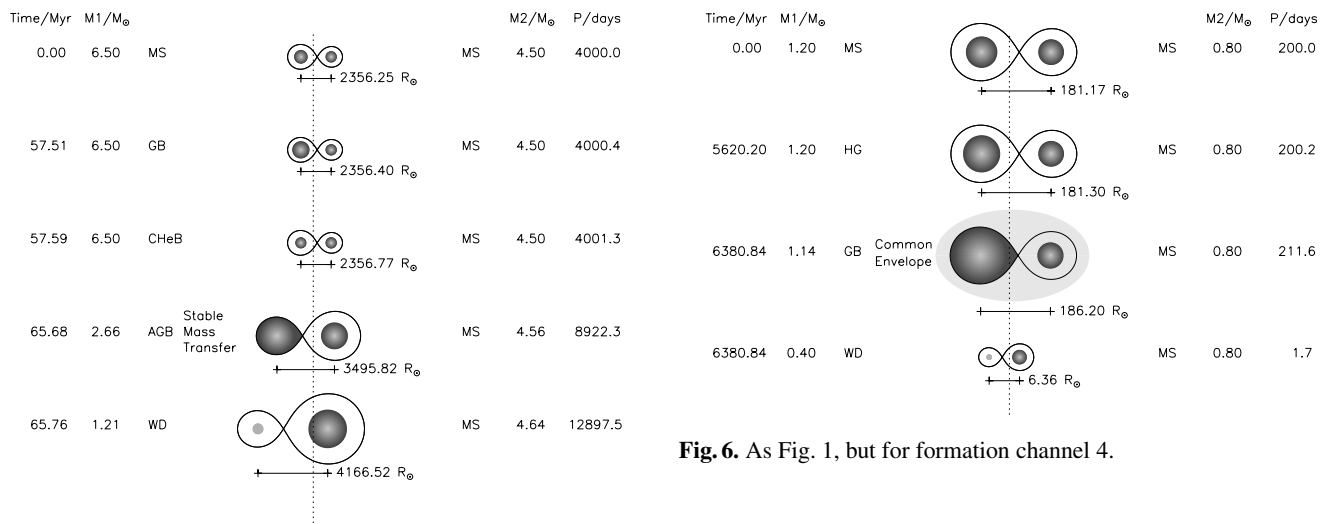 Time/Myr M1/M⊙ M2/M⊙ P/days
0.00 6.50 MS MS 4.50 4000.0
2356.25 R⊙
57.51 6.50 GB MS 4.50 4000.4
2356.40 R⊙
57.59 6.50 CHeB MS 4.50 4001.3
2356.77 R⊙
Stable
65.68 2.66 AGB Mass MS 4.56 8922.3
Transfer
3495.82 R⊙
65.76 1.21 WD MS 4.64 12897.5
4166.52 R⊙
Time/Myr M1/M⊙ M2/M⊙ P/days
0.00 1.20 MS MS 0.80 200.0
181.17 R⊙
5620.20 1.20 HG MS 0.80 200.2
181.30 R⊙
Common
6380.84 1.14 GB Envelope MS 0.80 211.6
186.20 R⊙
6380.84 0.40 WD MS 0.80 1.7
6.36 R⊙
Fig. 6. As Fig. 1, but for formation channel 4.